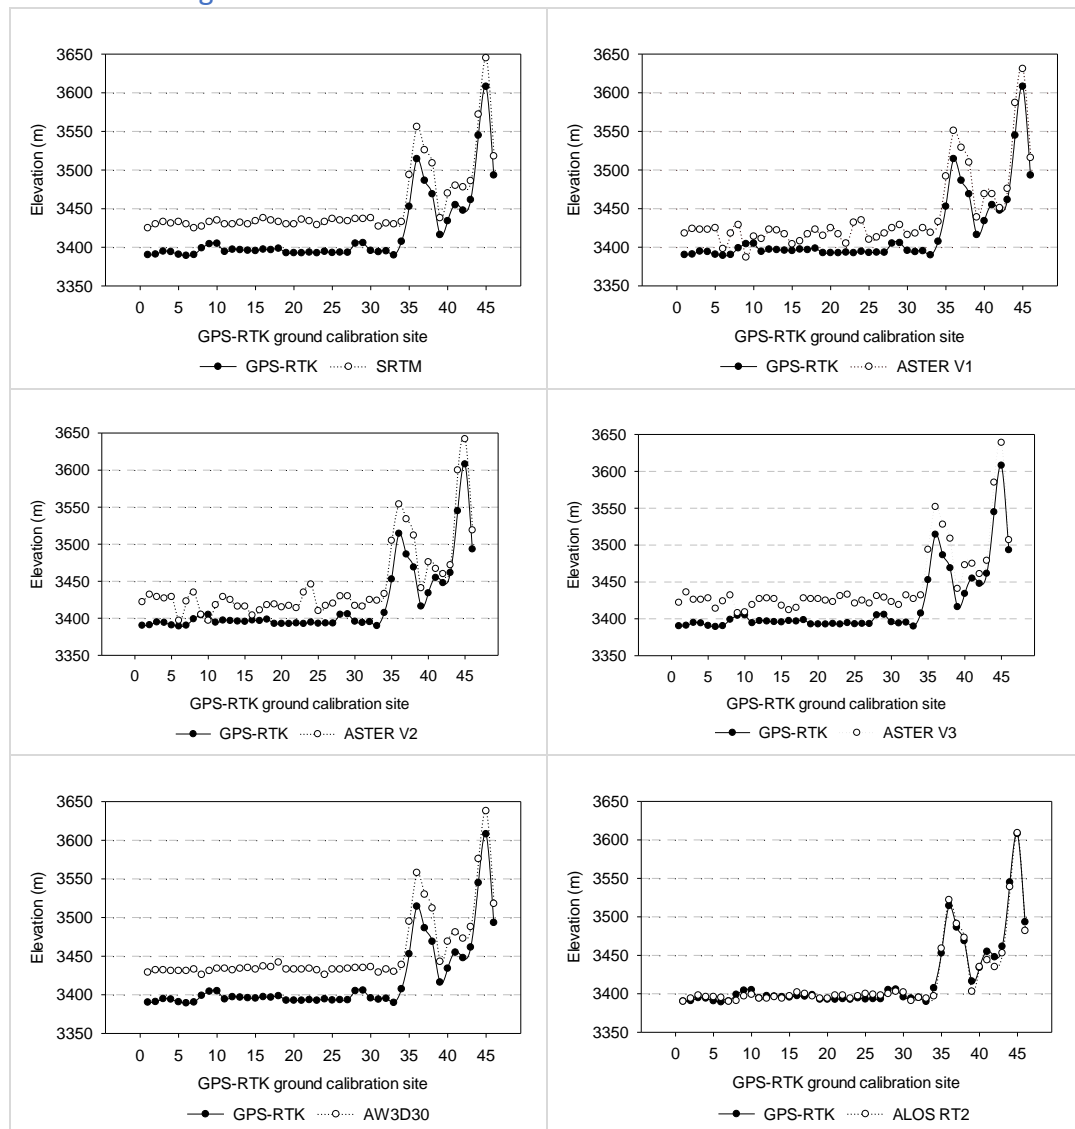 3650
3600
3550
3500
3450
3400
3350
Elevation (m)
0 5 10 15 20 25 30 35 40 45
GPS-RTK ground calibration site
GPS-RTK SRTM
3650
3600
3550
3500
3450
3400
3350
Elevation (m)
0 5 10 15 20 25 30 35 40 45
GPS-RTK ground calibration site
GPS-RTK ASTER V1
3650
3600
3550
3500
3450
3400
3350
Elevation (m)
0 5 10 15 20 25 30 35 40 45
GPS-RTK ground calibration site
GPS-RTK ASTER V2
3650
3600
3550
3500
3450
3400
3350
Elevation (m)
0 5 10 15 20 25 30 35 40 45
GPS-RTK ground calibration site
GPS-RTK ASTER V3
3650
3600
3550
3500
3450
3400
3350
Elevation (m)
0 5 10 15 20 25 30 35 40 45
GPS-RTK ground calibration site
GPS-RTK AW3D30
3650
3600
3550
3500
3450
3400
3350
Elevation (m)
0 5 10 15 20 25 30 35 40 45
GPS-RTK ground calibration site
GPS-RTK ALOS RT2